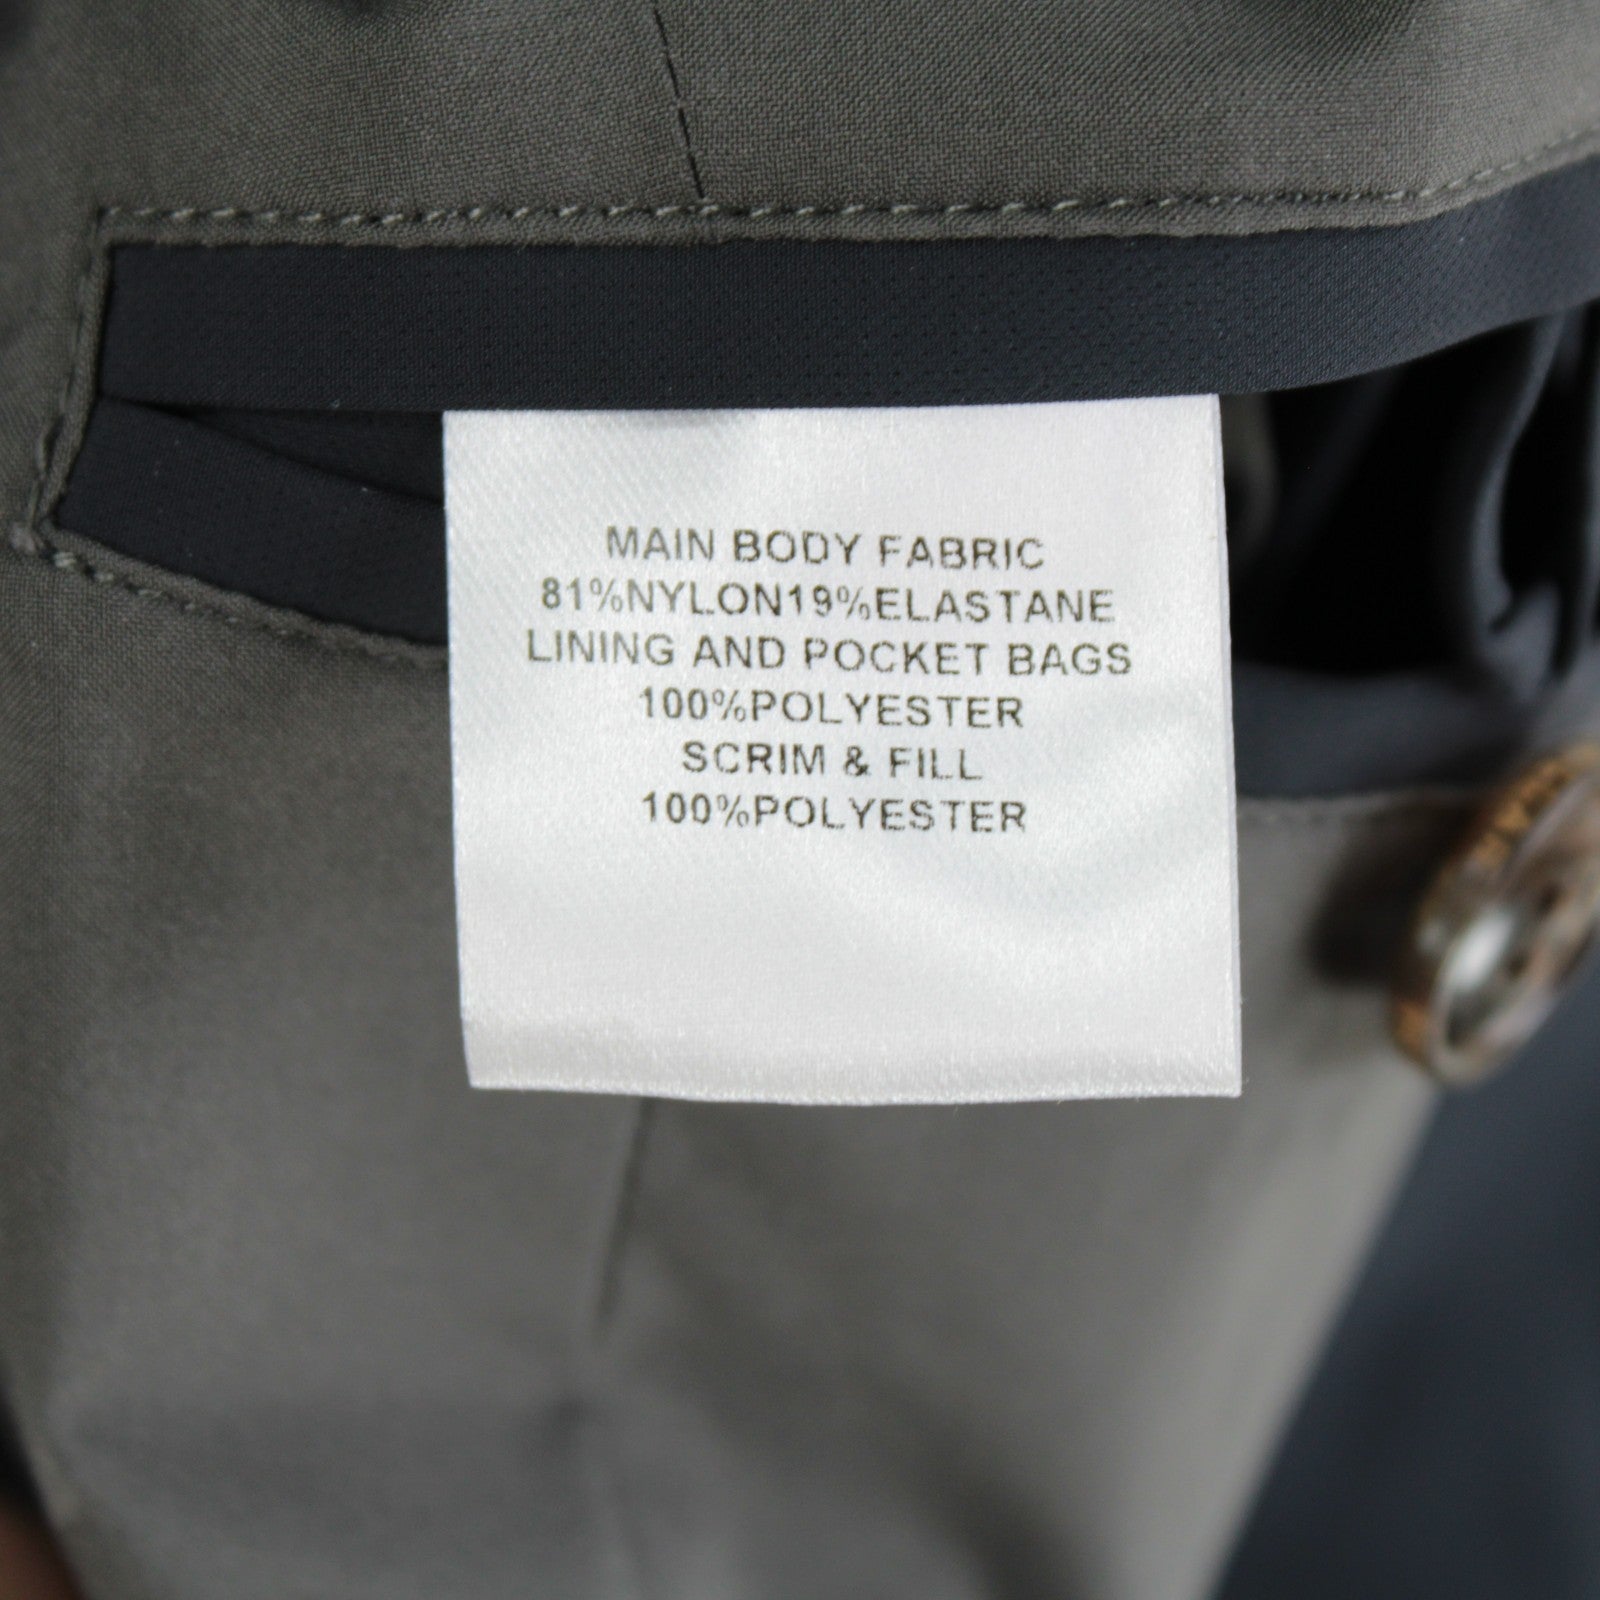 MAIN BODY FABRIC
81%NYLON19%ELASTANE
LINING AND POCKET BAGS
100%POLYESTER
SCRIM & FILL
100%POLYESTER